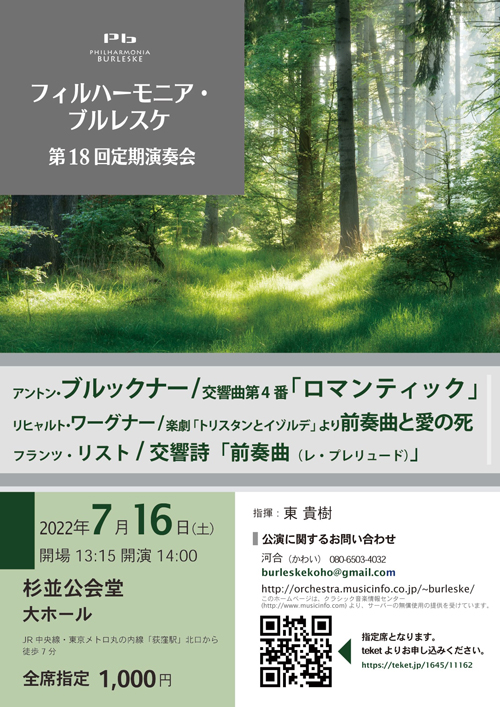 Pb
PHILHARMONIA
BURLESKE
フィルハーモニア・
ブルレスケ
第18回定期演奏会
アントン・ブルックナー/交響曲第4番「ロマンティック」
リヒャルト・ワーグナー/楽劇「トリスタンとイゾルデ」より前奏曲と愛の死
フランツ・リスト/交響詩「前奏曲（レ・プレリュード）」
2022年7月16日(土)
開場 13:15 開演 14:00
杉並公会堂
大ホール
JR中央線・東京メトロ丸の内線「荻窪駅」北口から
徒歩7分
全席指定 1,000円
指揮：東 貴樹
公演に関するお問い合わせ
河合（かわい） 080-6503-4032
burleskekoho@gmail.com
http://orchestra.musicinfo.co.jp/~burleske/
このホームページは、クラシック音楽情報センター
(http://www.musicinfo.com) より、サーバーの無償使用の提供を受けています。
指定席となります。
teket よりお申し込みください。
https://teket.jp/1645/11162